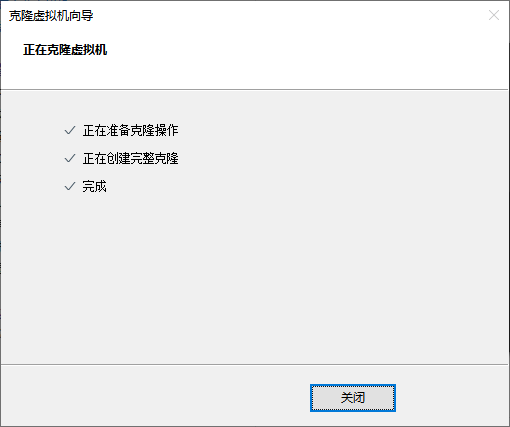 克隆虚拟机向导
正在克隆虚拟机
正在准备克隆操作
正在创建完整克隆
完成
关闭